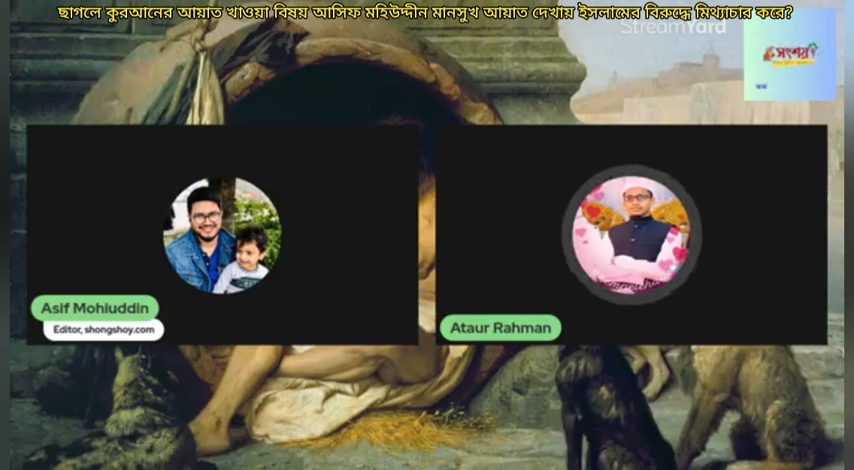 ছাগলে কুরআনের আয়াত খাওয়া বিষয় আসিফ মহিউদ্দীন মানসুখ আয়াত দেখায় ইসলামের বিরুদ্ধে মিথ্যাচার করে?
StreamYard
সংশয়
Asif Mohiuddin
Editor, shongshoy.com
Ataur Rahman